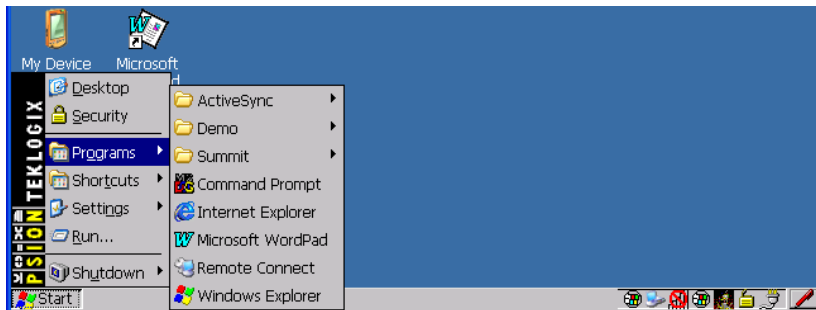 My Device
Microsoft
PSION TEKLOGIX
Desktop
Security
Programs
Shortcuts
Settings
Run...
Shutdown
ActiveSync
Demo
Summit
Command Prompt
Internet Explorer
Microsoft WordPad
Remote Connect
Windows Explorer
Start